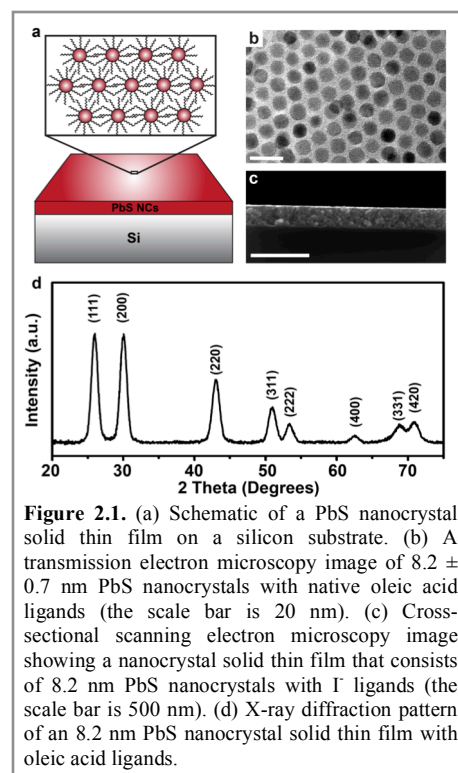 a
b
PbS NCs
Si
c
d
Intensity (a.u.)
(111)
(200)
(220)
(311)
(222)
(400)
(331)
(420)
20 30 40 50 60 70
2 Theta (Degrees)
Figure 2.1. (a) Schematic of a PbS nanocrystal
solid thin film on a silicon substrate. (b) A
transmission electron microscopy image of 8.2 ±
0.7 nm PbS nanocrystals with native oleic acid
ligands (the scale bar is 20 nm). (c) Cross-
sectional scanning electron microscopy image
showing a nanocrystal solid thin film that consists
of 8.2 nm PbS nanocrystals with I⁻ ligands (the
scale bar is 500 nm). (d) X-ray diffraction pattern
of an 8.2 nm PbS nanocrystal solid thin film with
oleic acid ligands.